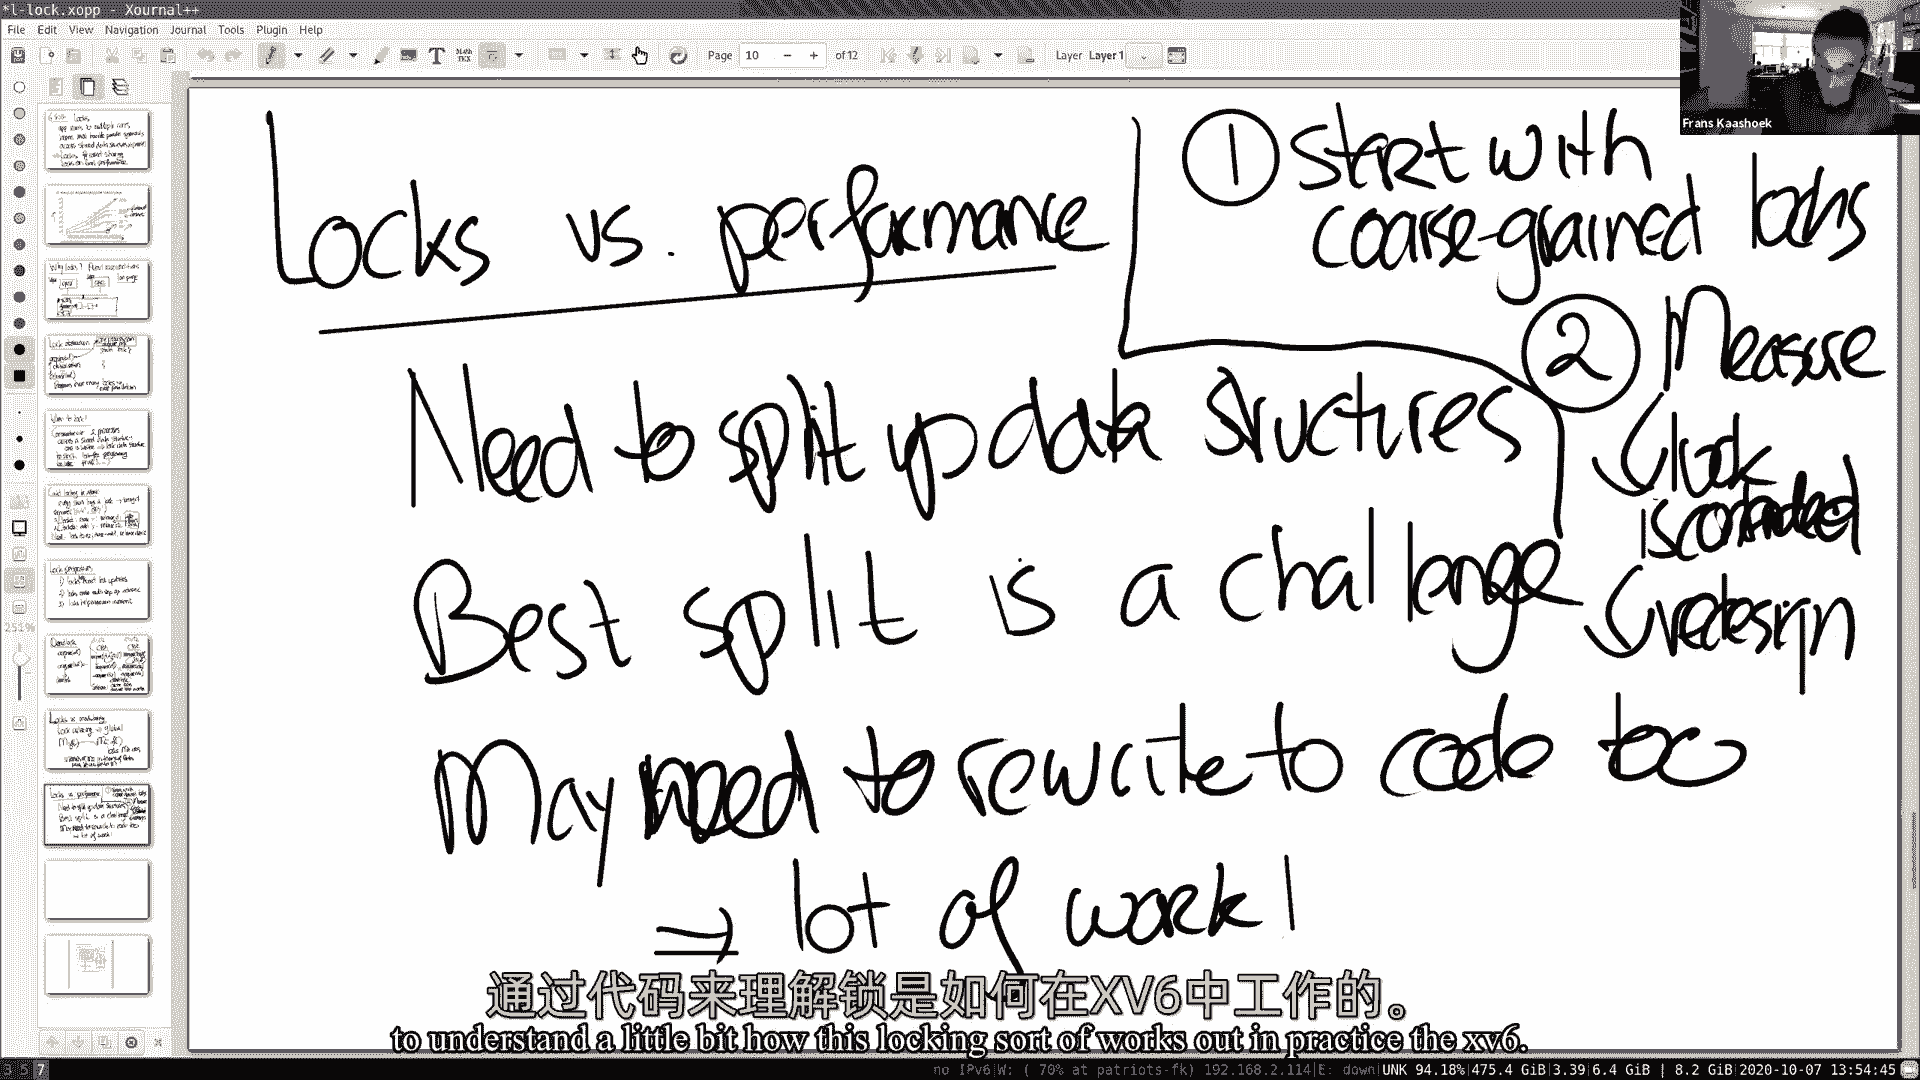 *l-lock.xopp - Xournal++
File Edit View Navigation Journal Tools Plugin Help
Page 10 − + of 12 Layer Layer 1
Frans Kaashoek
Locks vs. performance
① Start with
coarse-grained locks
② Measure
lock
is contended
redesign
Need to split up data structures
Best split is a challenge
May need to rewrite to code too
⇒ lot of work!
251%
通过代码来理解锁是如何在XV6中工作的。
to understand a little bit how this locking sort of works out in practice the xv6.
3 5 7 no IPv6|W: ( 70% at patriots-fk) 192.168.2.114|E: down|UNK 94.18%|475.4 GiB|3.39|6.4 GiB | 8.2 GiB|2020-10-07 13:54:45